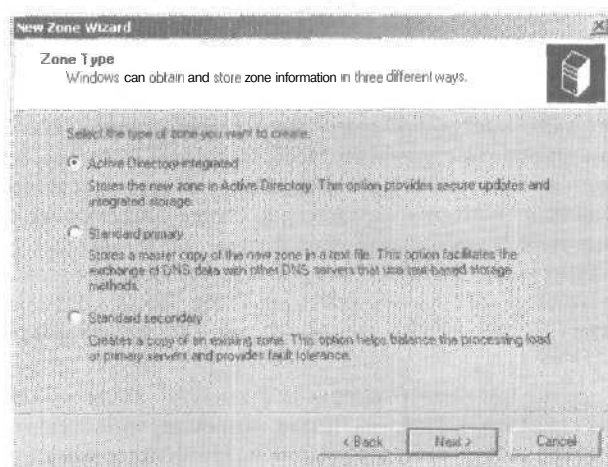 New Zone Wizard
Zone Type
Windows can obtain and store zone information in three different ways.
Select the type of zone you want to create:
Active Directory-integrated
Stores the new zone in Active Directory. This option provides secure updates and
integrated storage.
Standard primary
Stores a master copy of the new zone in a text file. This option facilitates the
exchange of DNS data with other DNS servers that use text-based storage
methods.
Standard secondary
Creates a copy of an existing zone. This option helps balance the processing load
of primary servers and provides fault tolerance.
< Back
Next >
Cancel